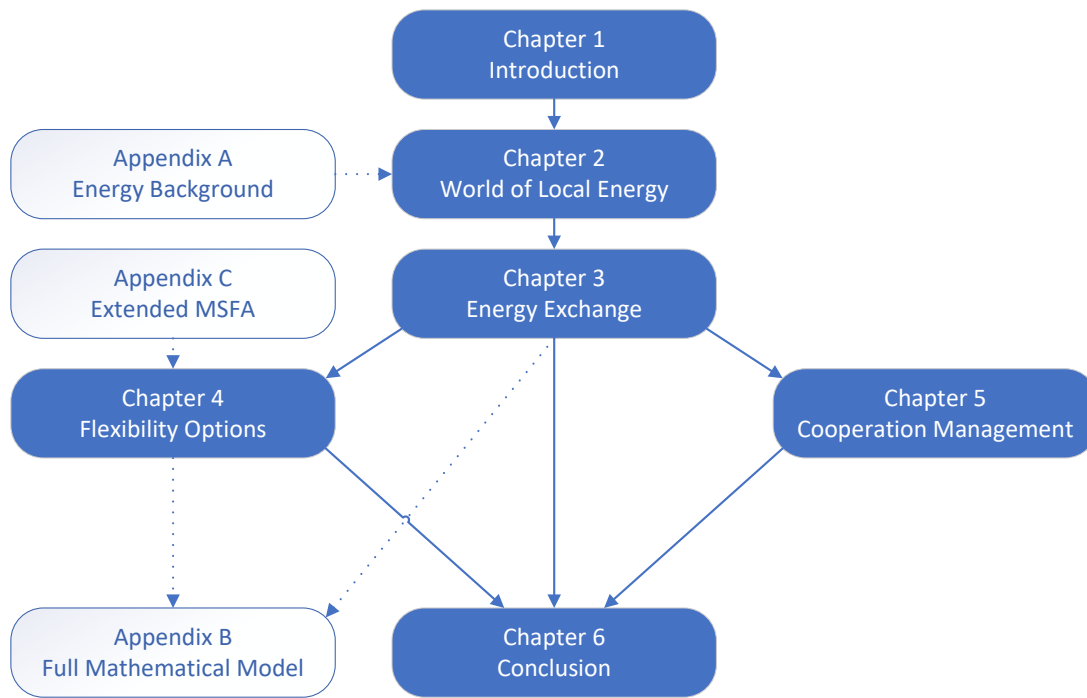 Chapter 1
Introduction
Appendix A
Energy Background
Chapter 2
World of Local Energy
Appendix C
Extended MSFA
Chapter 3
Energy Exchange
Chapter 4
Flexibility Options
Chapter 5
Cooperation Management
Appendix B
Full Mathematical Model
Chapter 6
Conclusion